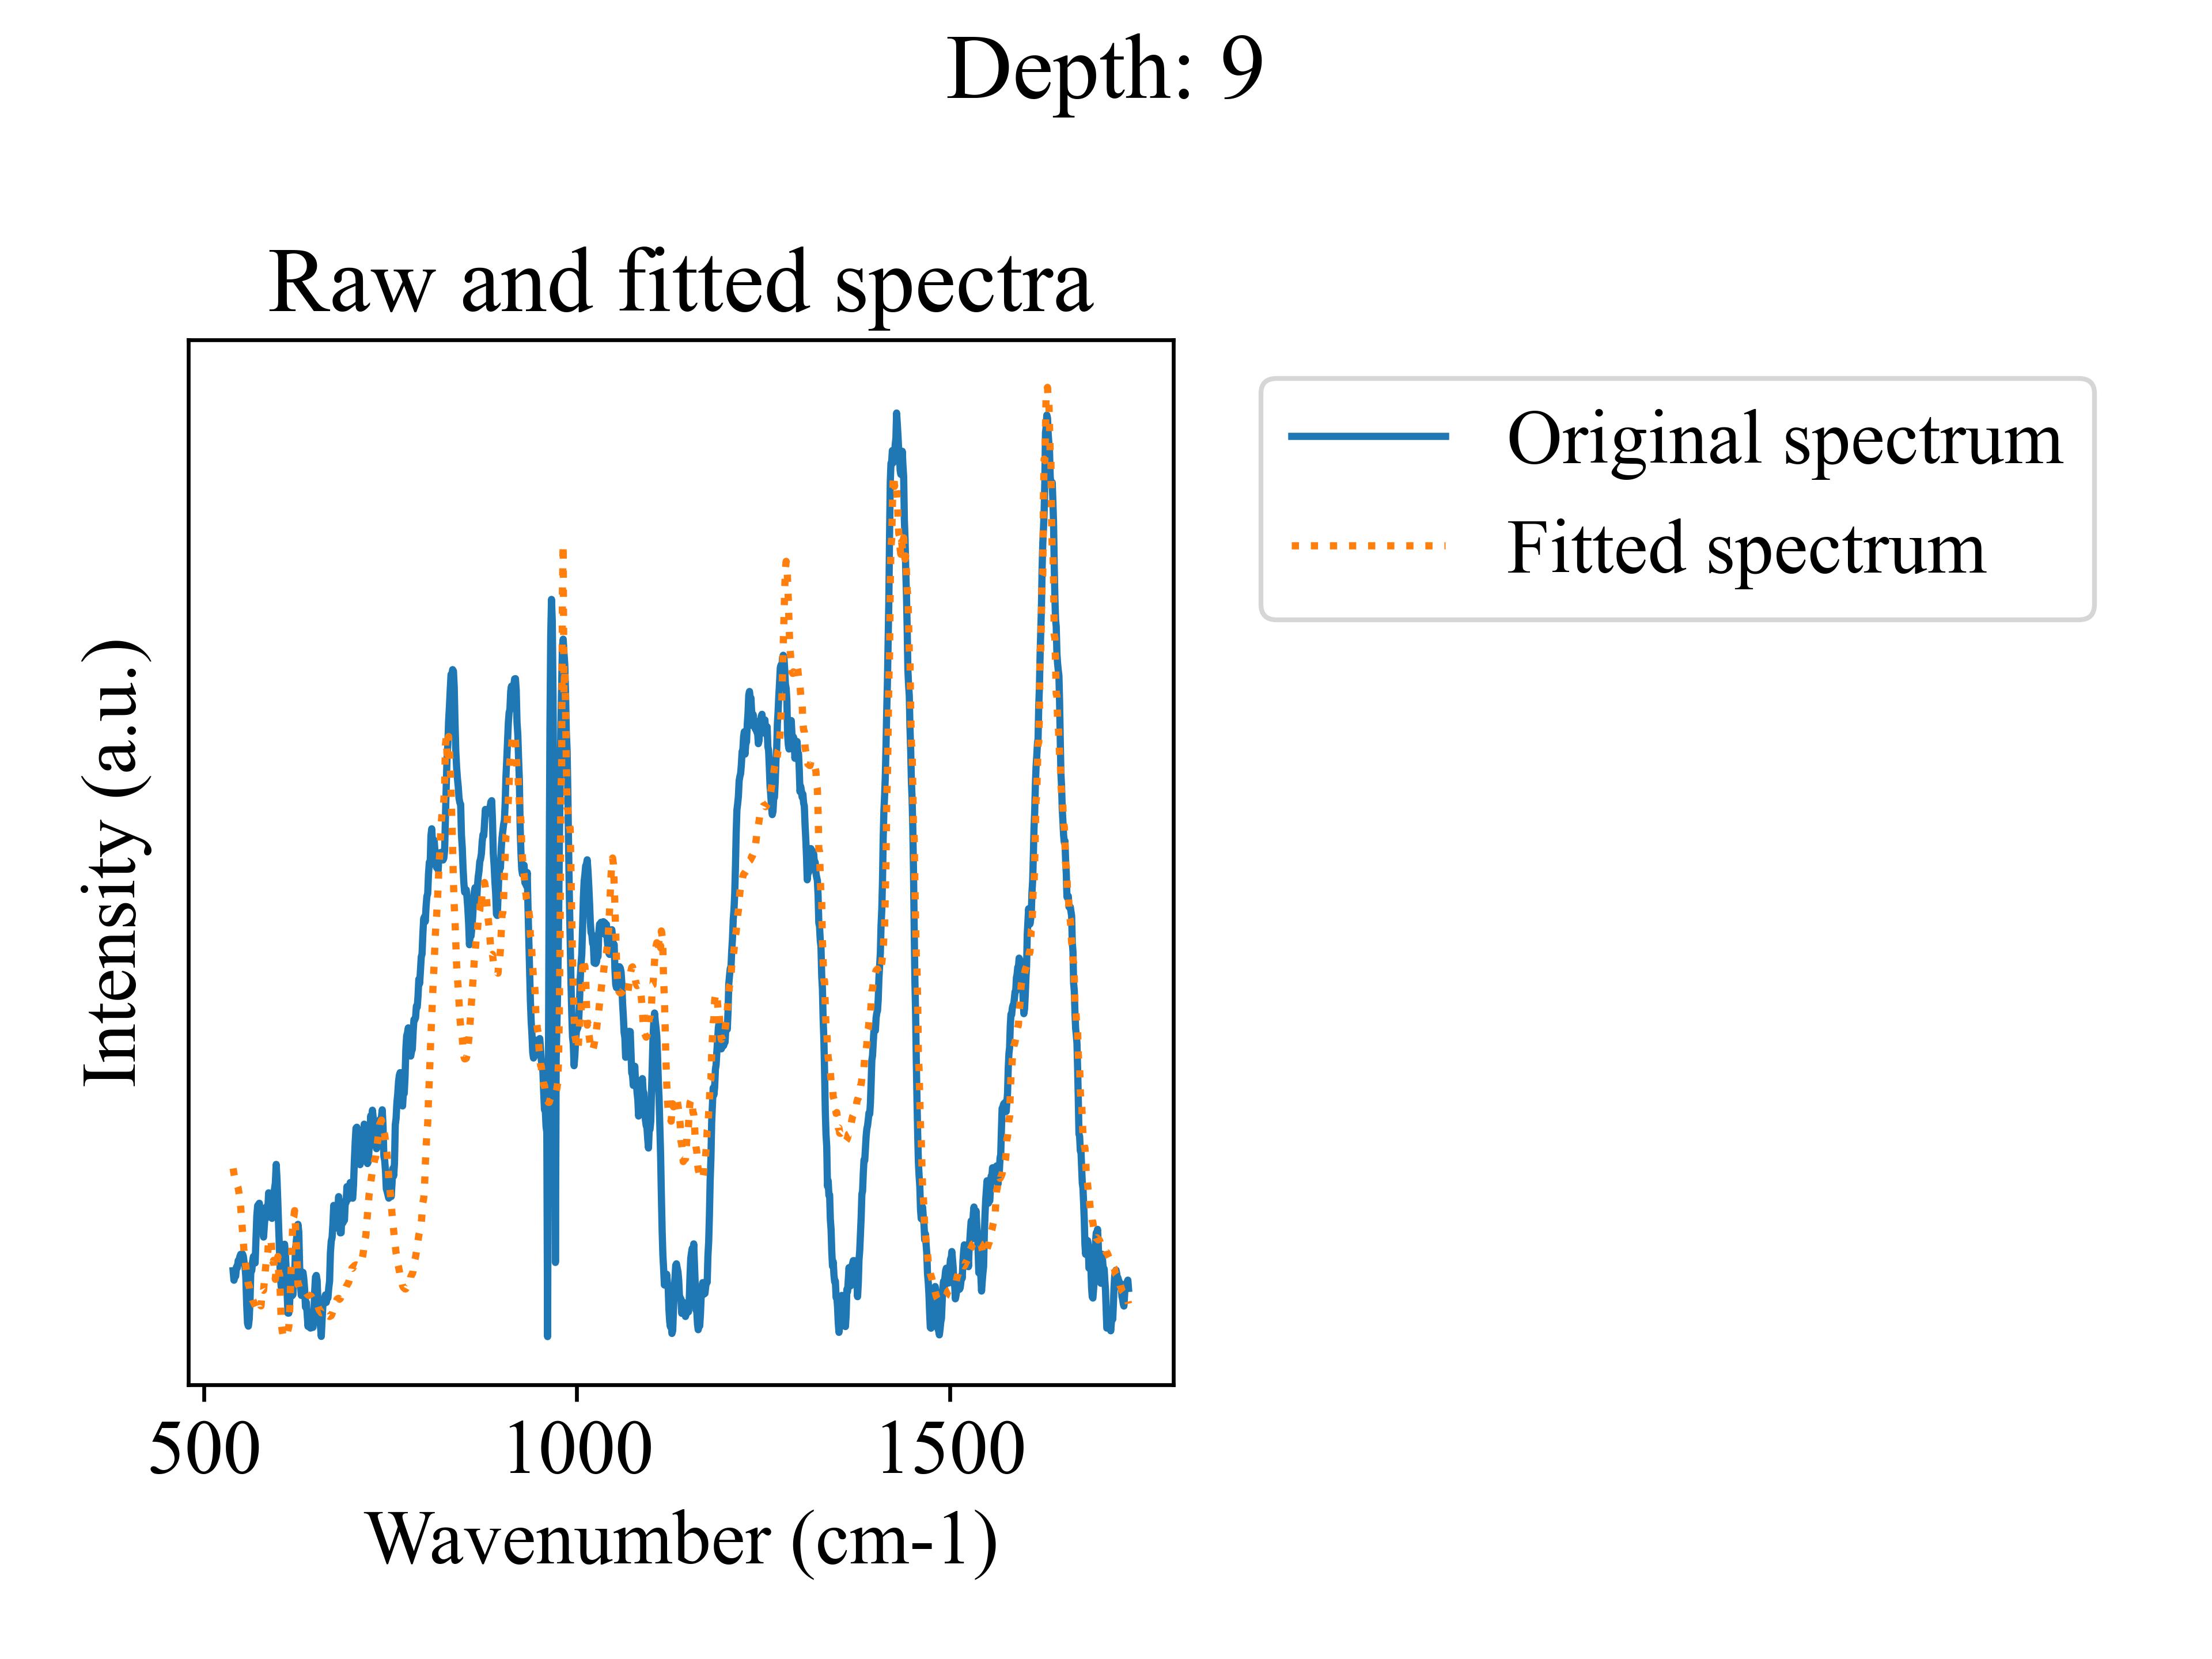 Depth: 9
Raw and fitted spectra
Original spectrum
Fitted spectrum
Intensity (a.u.)
500 1000 1500
Wavenumber (cm-1)